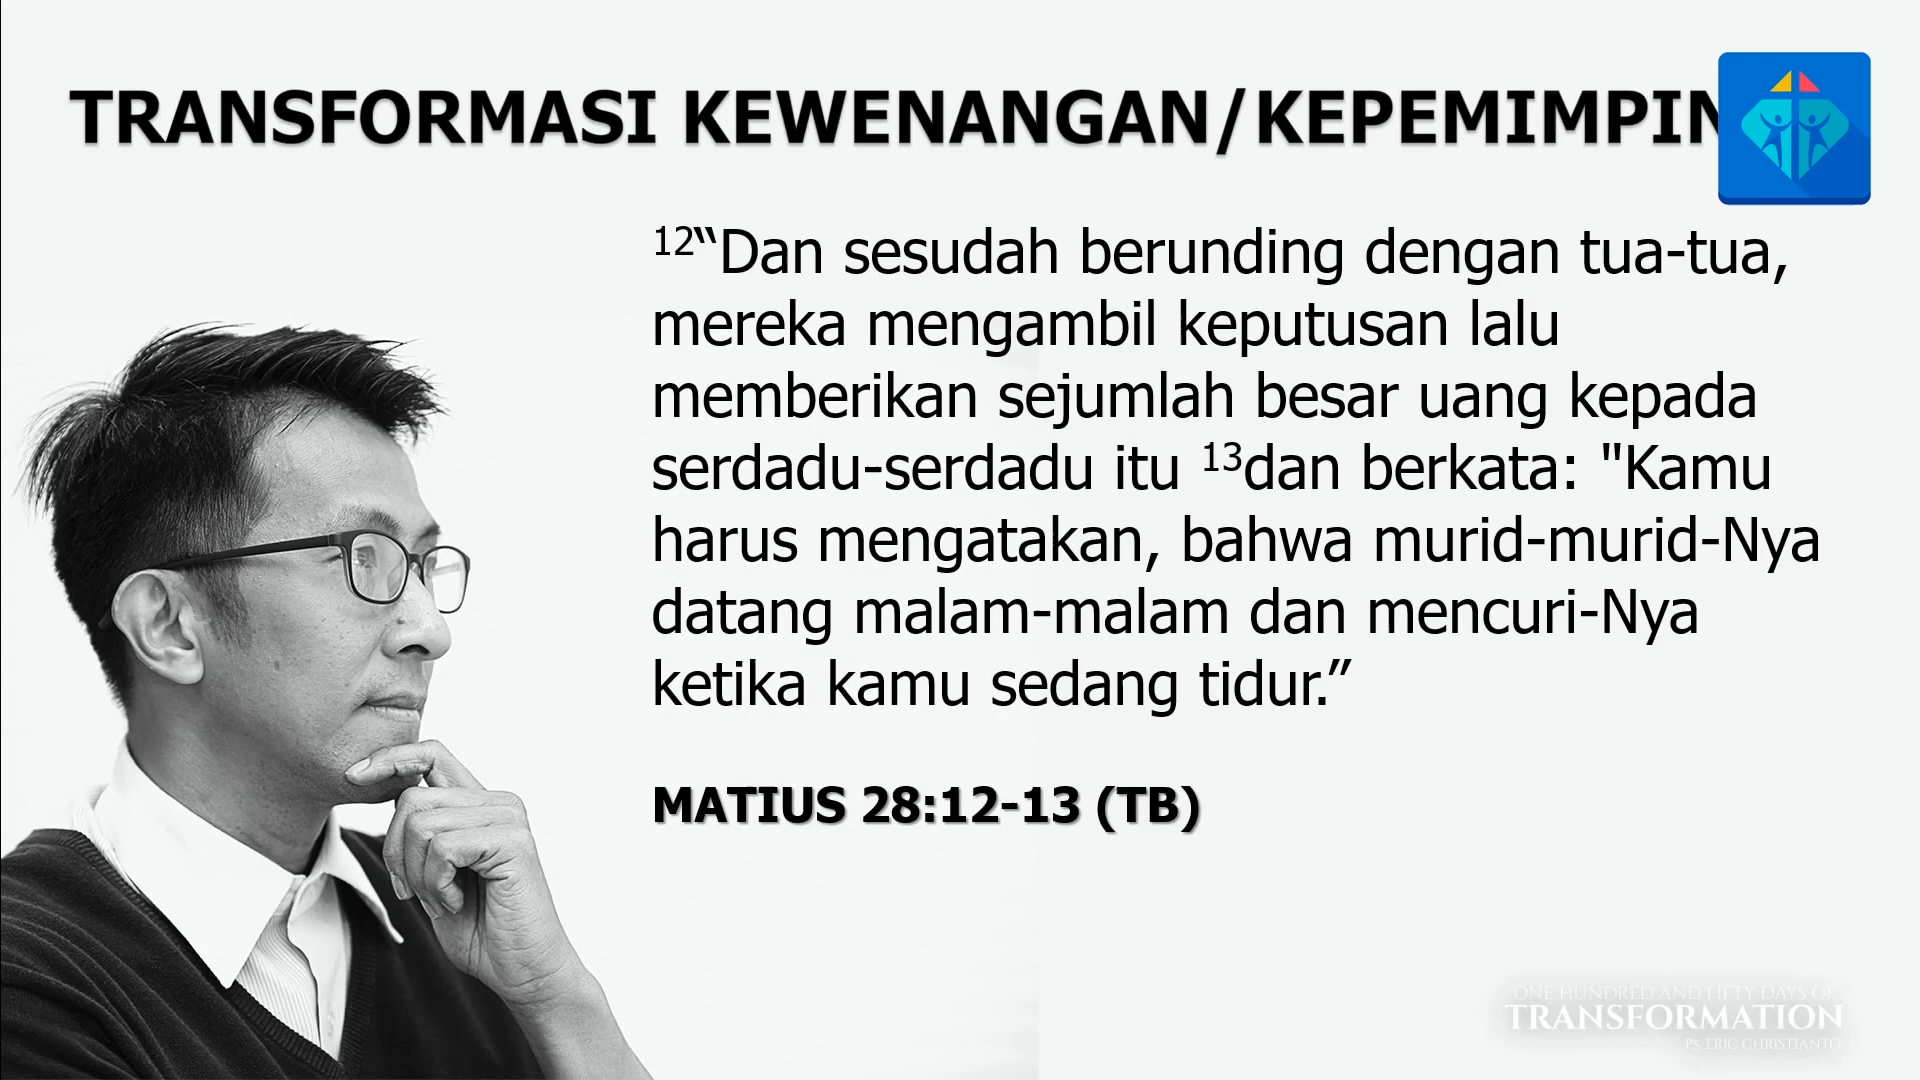 TRANSFORMASI KEWENANGAN/KEPEMIMPIN
¹²“Dan sesudah berunding dengan tua-tua,
mereka mengambil keputusan lalu
memberikan sejumlah besar uang kepada
serdadu-serdadu itu ¹³dan berkata: "Kamu
harus mengatakan, bahwa murid-murid-Nya
datang malam-malam dan mencuri-Nya
ketika kamu sedang tidur.”
MATIUS 28:12-13 (TB)
ONE HUNDRED AND FIFTY DAYS OF
TRANSFORMATION
Ps. ERIC CHRISTIANTO